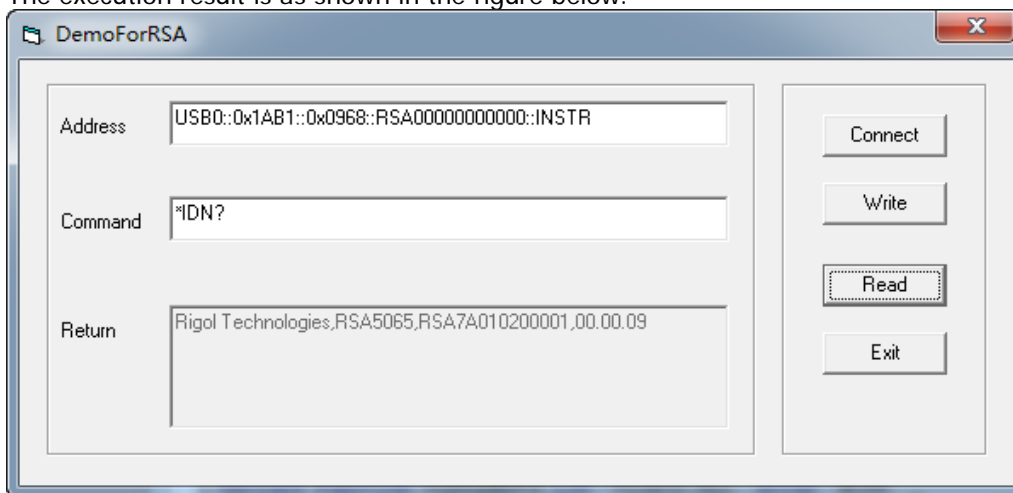 The execution result is as shown in the figure below.
DemoForRSA
Address
USB0::0x1AB1::0x0968::RSA00000000000::INSTR
Connect
Command
*IDN?
Write
Return
Rigol Technologies,RSA5065,RSA7A010200001,00.00.09
Read
Exit